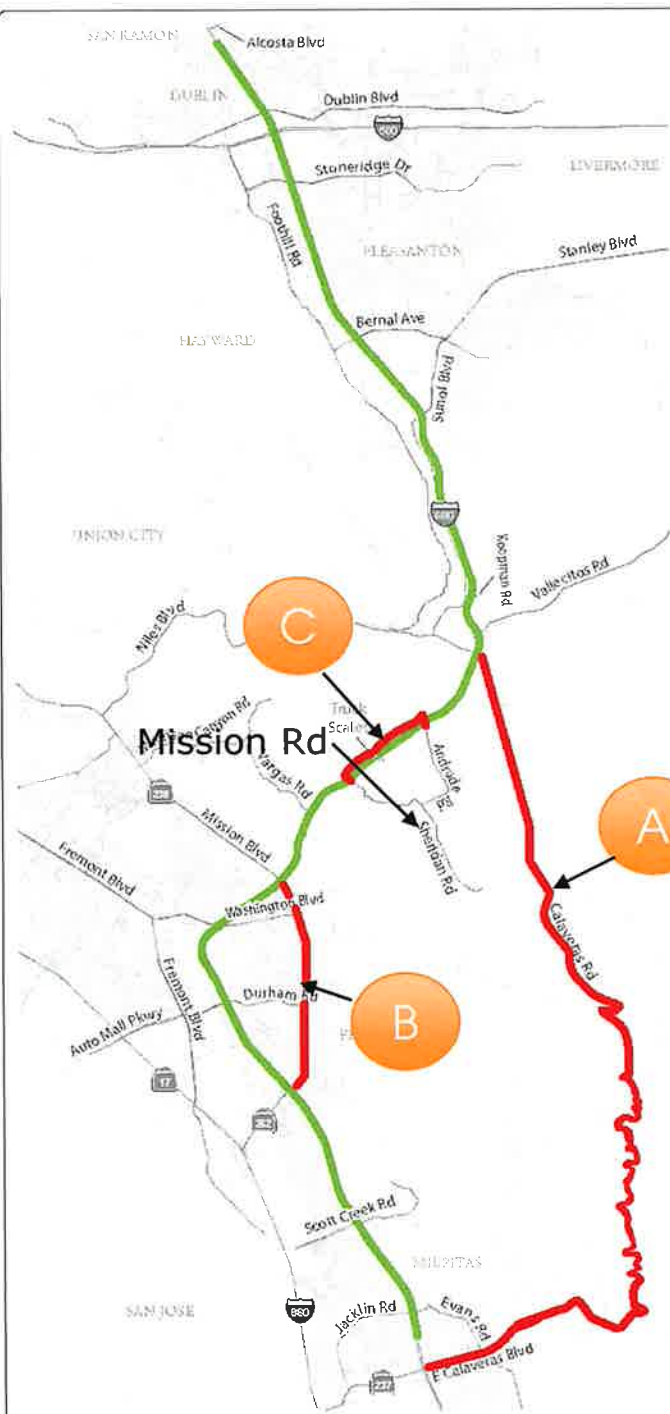 SAN RAMON
Alcosta Blvd
DUBLIN
Dublin Blvd
580
Stoneridge Dr
LIVERMORE
Foothill Rd
PLEASANTON
Stanley Blvd
Bernal Ave
HAYWARD
Sunol Blvd
680
UNION CITY
Koopman Rd
Vallecitos Rd
Niles Blvd
C
Canyon Rd
Truck
Scale
Mission Rd
Vargas Rd
Andrade
238
Mission Blvd
Sheridan Rd
A
Fremont Blvd
Washington Blvd
Calaveras Rd
Durham Rd
Fremont Blvd
B
Auto Mall Pkwy
17
262
Scott Creek Rd
MILPITAS
SAN JOSE
880
Jacklin Rd
Evans Rd
E Calaveras Blvd
237